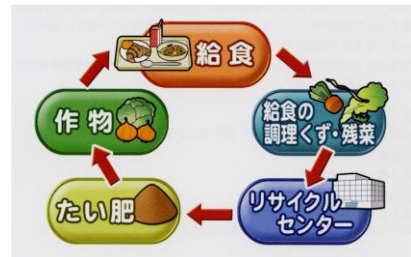 給食
給食の
調理くず・残菜
リサイクル
センター
たい肥
作物